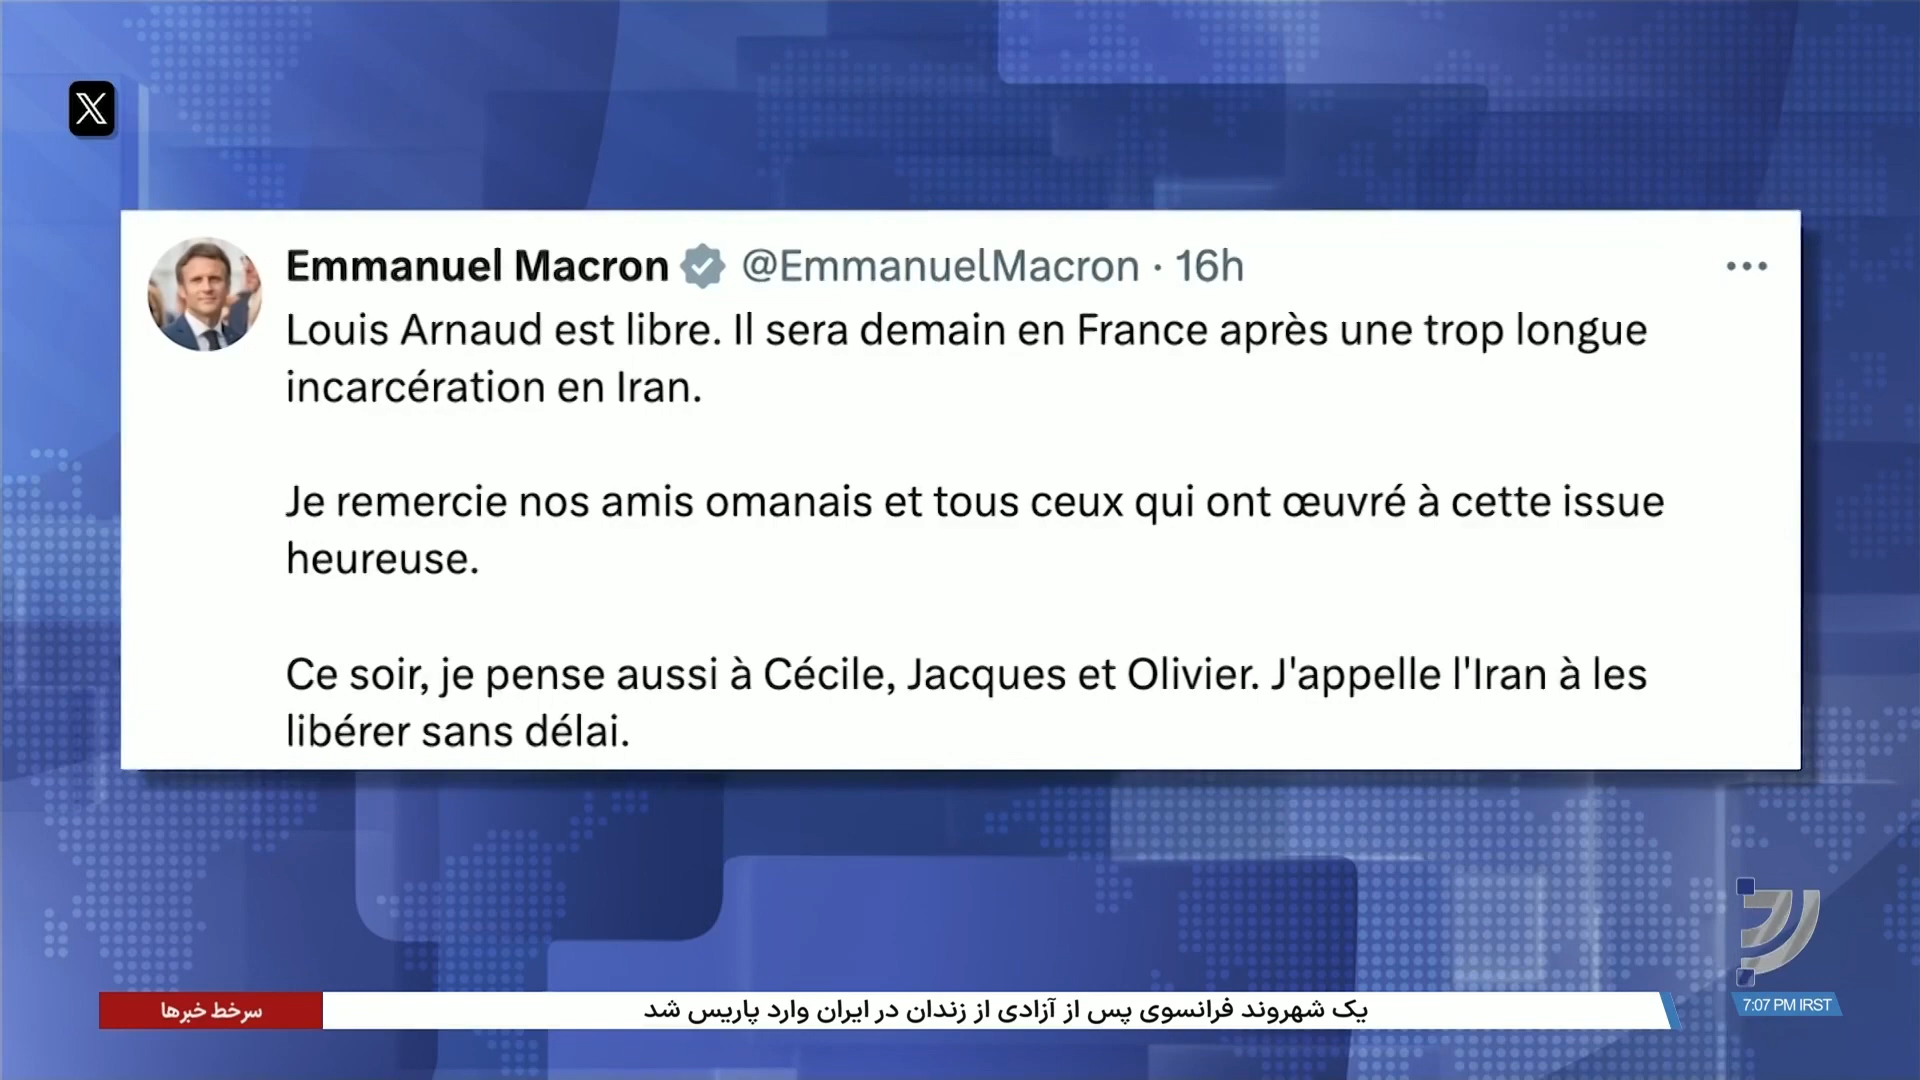 Emmanuel Macron @EmmanuelMacron · 16h
Louis Arnaud est libre. Il sera demain en France après une trop longue
incarcération en Iran.
Je remercie nos amis omanais et tous ceux qui ont œuvré à cette issue
heureuse.
Ce soir, je pense aussi à Cécile, Jacques et Olivier. J'appelle l'Iran à les
libérer sans délai.
سرخط خبرها
یک شهروند فرانسوی پس از آزادی از زندان در ایران وارد پاریس شد
7:07 PM IRST